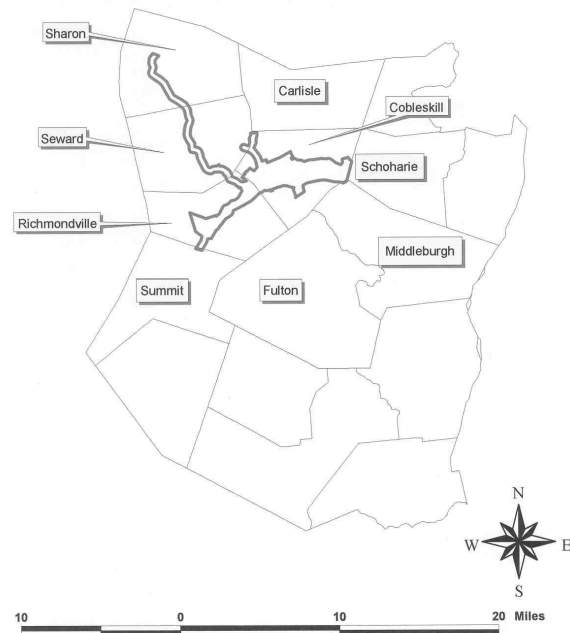 Sharon
Carlisle
Cobleskill
Seward
Schoharie
Richmondville
Middleburgh
Summit
Fulton
N
W E
S
10 0 10 20 Miles